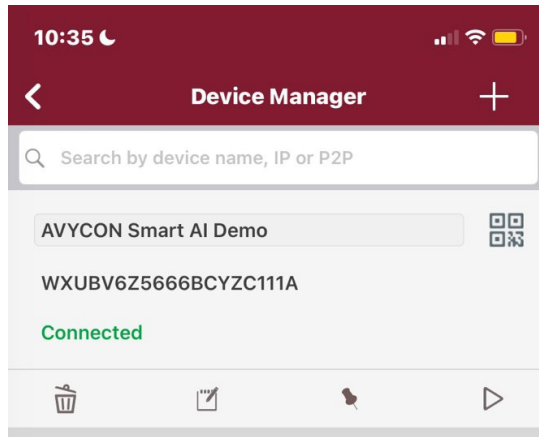 10:35
Device Manager
Search by device name, IP or P2P
AVYCON Smart AI Demo
WXUBV6Z5666BCYZC111A
Connected